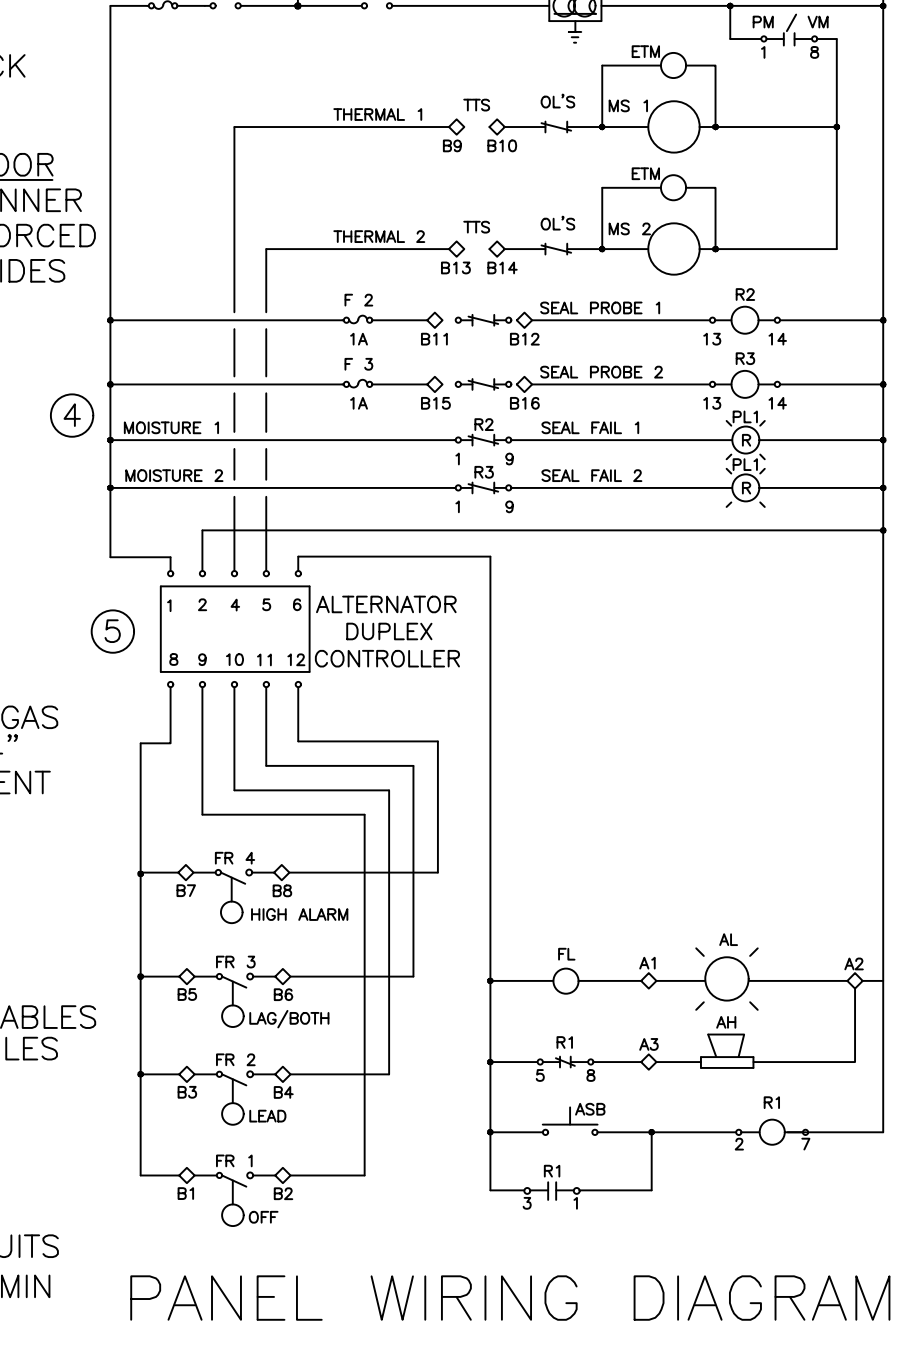 PM VM
1 8
CK
ETM
TTS OL'S MS 1
THERMAL 1
B9 B10
OOR
NNER
ORCED
IDES
ETM
TTS OL'S MS 2
THERMAL 2
B13 B14
F 2 SEAL PROBE 1 R2
1A B11 B12 13 14
F 3 SEAL PROBE 2 R3
1A B15 B16 13 14
4
MOISTURE 1 R2 SEAL FAIL 1 PL1
R
1 9
MOISTURE 2 R3 SEAL FAIL 2 PL1
R
1 9
1 2 4 5 6
8 9 10 11 12
5
ALTERNATOR
DUPLEX
CONTROLLER
GAS
"
ENT
FR 4
B7 B8
HIGH ALARM
FR 3
B5 B6
LAG/BOTH
FR 2
B3 B4
LEAD
FR 1
B1 B2
OFF
ABLES
LES
FL A1 AL A2
R1 A3 AH
5 8
ASB R1
2 7
R1
3 1
UITS
MIN
PANEL WIRING DIAGRAM